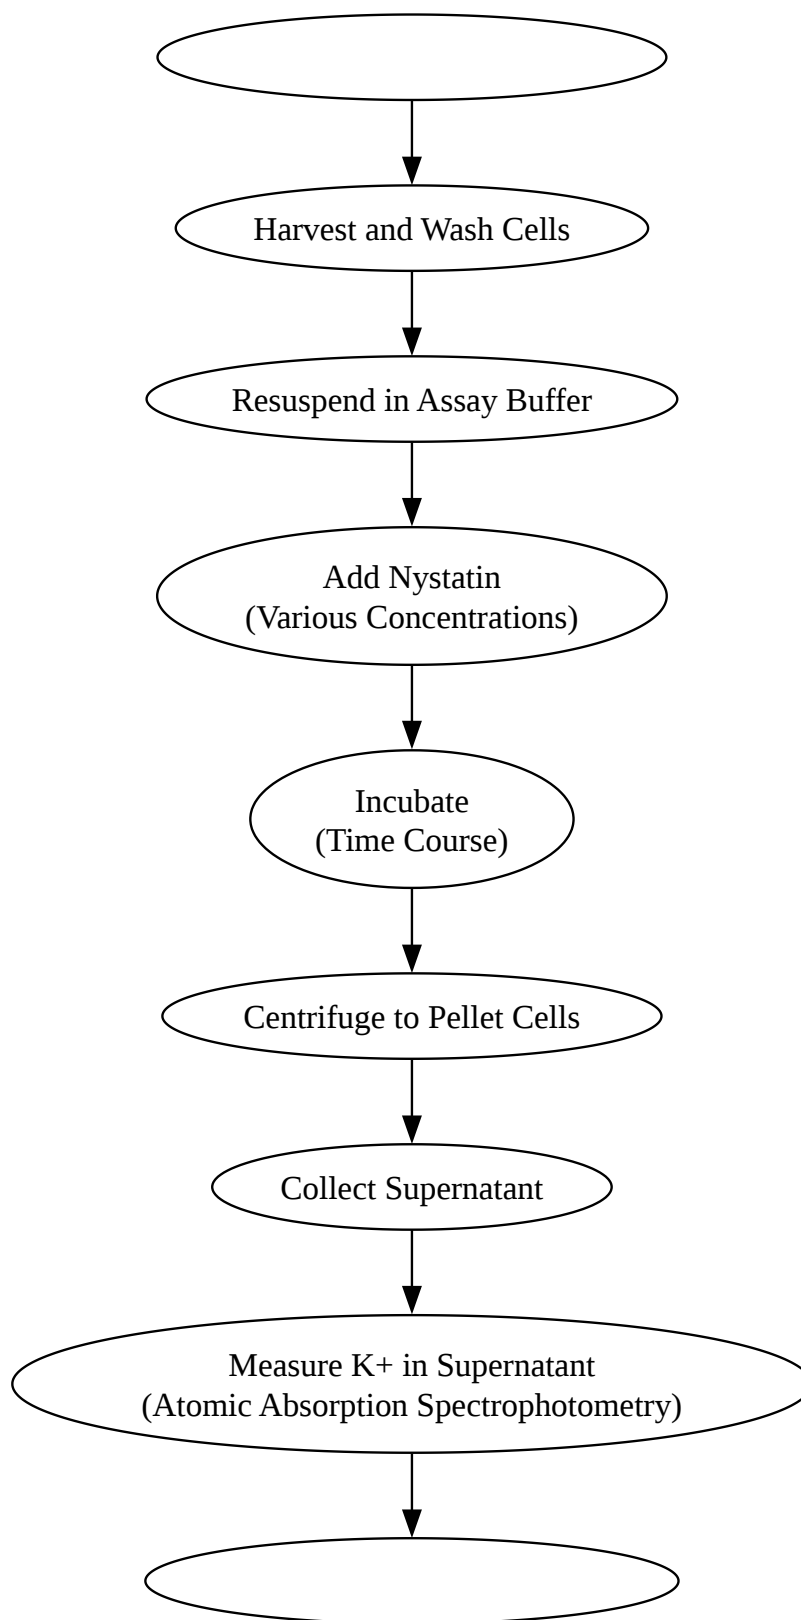 Harvest and Wash Cells
Resuspend in Assay Buffer
Add Nystatin
(Various Concentrations)
Incubate
(Time Course)
Centrifuge to Pellet Cells
Collect Supernatant
Measure K+ in Supernatant
(Atomic Absorption Spectrophotometry)